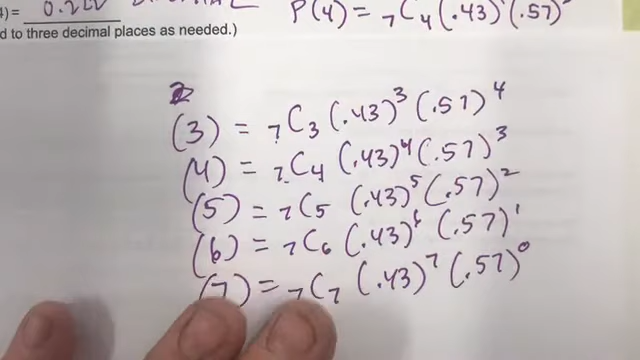 4) = P(4) = ₇C₄(.43) (.57)
d to three decimal places as needed.)
(3) = ₇C₃(.43)³(.57)⁴
(4) = ₇C₄(.43)⁴(.57)³
(5) = ₇C₅(.43)⁵(.57)²
(6) = ₇C₆(.43)⁶(.57)¹
(7) = ₇C₇(.43)⁷(.57)⁰